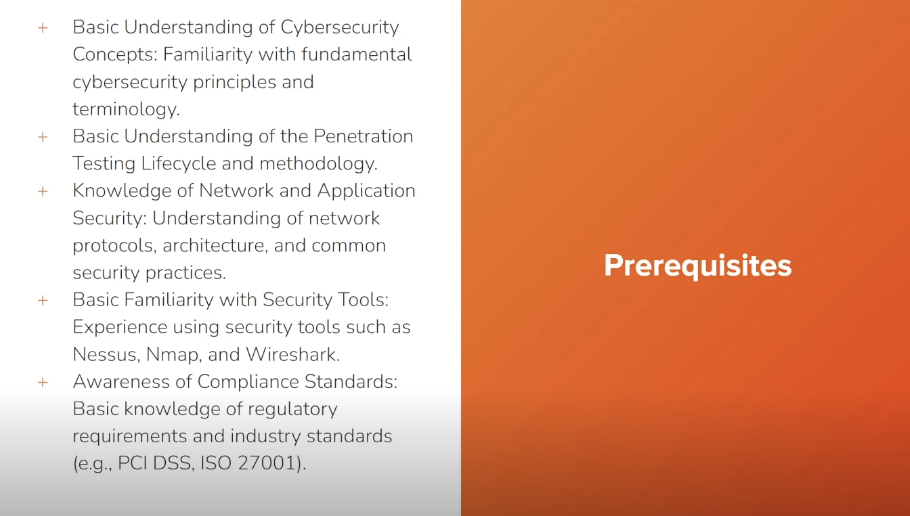 + Basic Understanding of Cybersecurity
Concepts: Familiarity with fundamental
cybersecurity principles and
terminology.
+ Basic Understanding of the Penetration
Testing Lifecycle and methodology.
+ Knowledge of Network and Application
Security: Understanding of network
protocols, architecture, and common
security practices.
+ Basic Familiarity with Security Tools:
Experience using security tools such as
Nessus, Nmap, and Wireshark.
+ Awareness of Compliance Standards:
Basic knowledge of regulatory
requirements and industry standards
(e.g., PCI DSS, ISO 27001).
Prerequisites